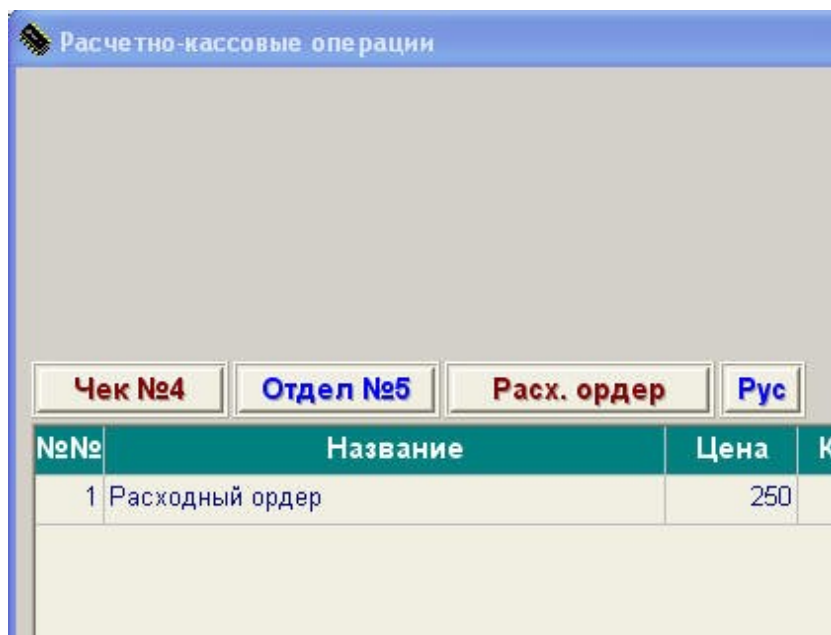 Расчетно-кассовые операции
Чек №4 Отдел №5 Расх. ордер Рус
№№ Название Цена К
1 Расходный ордер 250